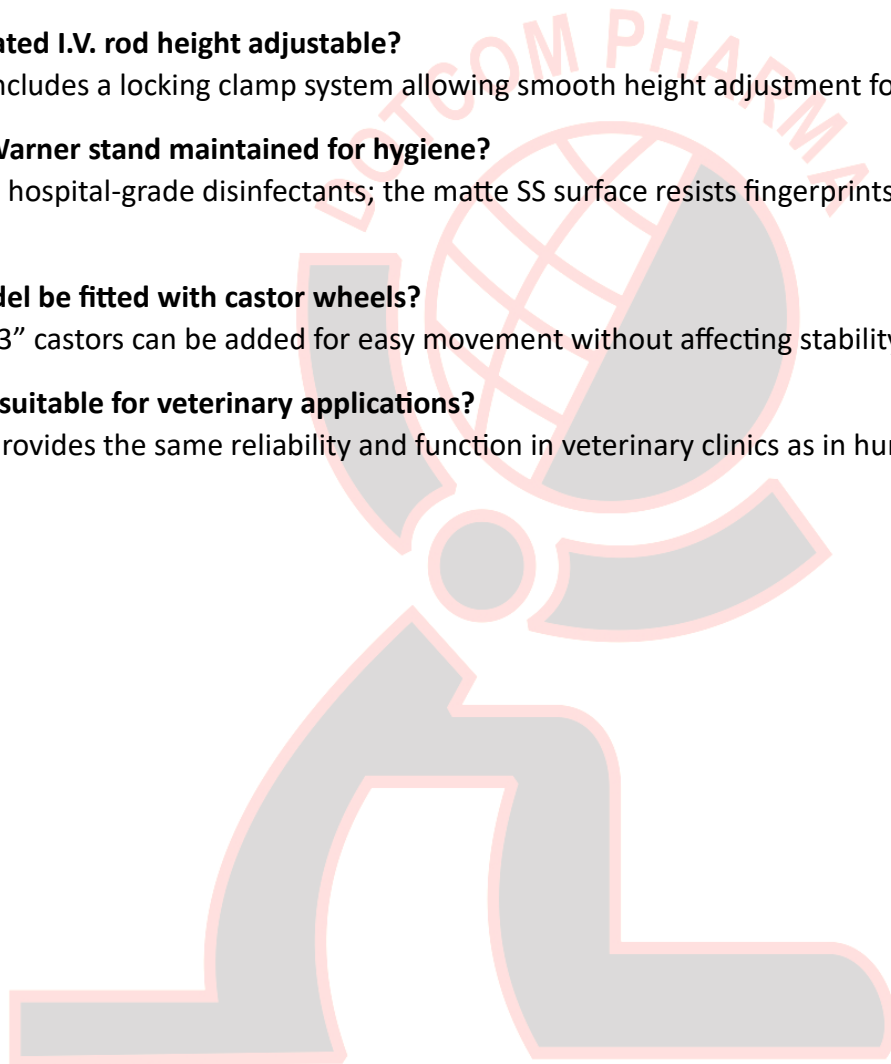 ated I.V. rod height adjustable?
ncludes a locking clamp system allowing smooth height adjustment fo
DOTCOM PHARMA
Warner stand maintained for hygiene?
hospital-grade disinfectants; the matte SS surface resists fingerprints
del be fitted with castor wheels?
3” castors can be added for easy movement without affecting stability
suitable for veterinary applications?
rovides the same reliability and function in veterinary clinics as in hu